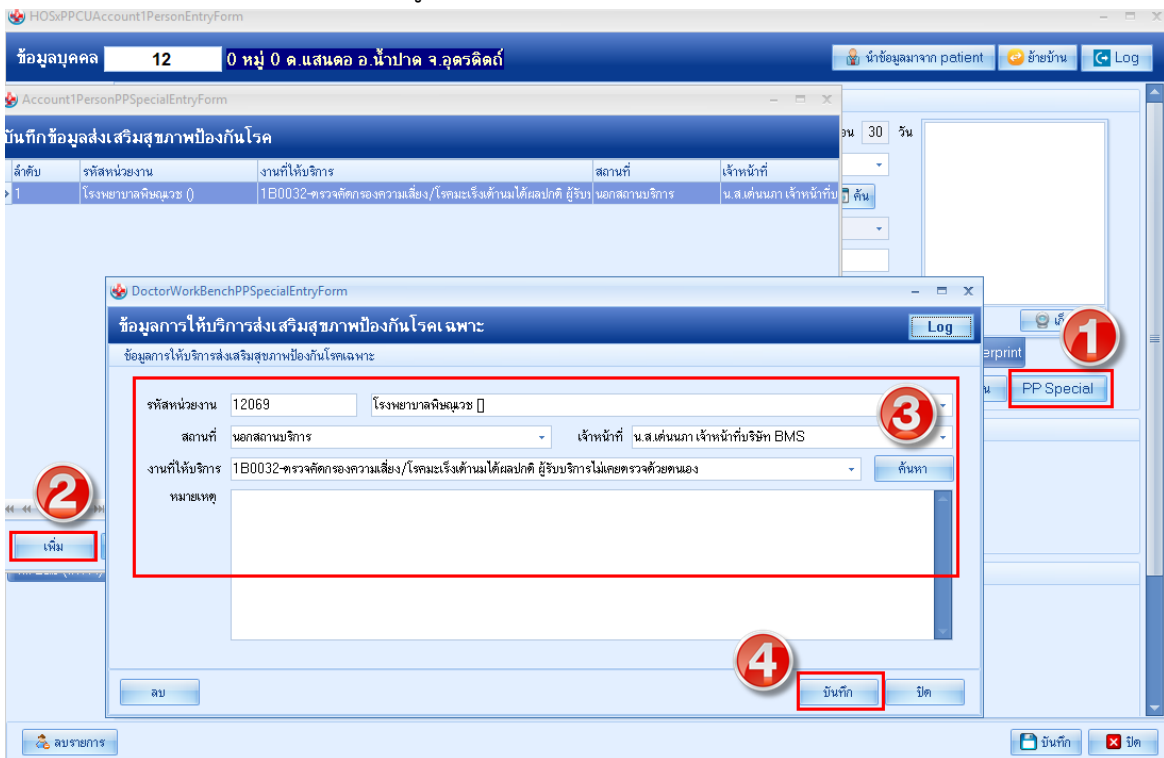 HOSxPPCUAccount1PersonEntryForm
ข้อมูลบุคคล 12 0 หมู่ 0 ต.แสนตอ อ.น้ำปาด จ.อุตรดิตถ์ นำข้อมูลมาจาก patient ย้ายบ้าน Log
Account1PersonPPSpecialEntryForm
บันทึกข้อมูลส่งเสริมสุขภาพป้องกันโรค
30 วัน
ลำดับ รหัสหน่วยงาน งานที่ให้บริการ สถานที่ เจ้าหน้าที่
1 โรงพยาบาลพิษณุเวช () 1B0032-ตรวจคัดกรองความเสี่ยง/โรคมะเร็งเต้านมได้ผลปกติ ผู้รับบ นอกสถานบริการ น.ส.เด่นนภา เจ้าหน้าที่บ
ค้น
DoctorWorkBenchPPSpecialEntryForm
ข้อมูลการให้บริการส่งเสริมสุขภาพป้องกันโรคเฉพาะ Log
ข้อมูลการให้บริการส่งเสริมสุขภาพป้องกันโรคเฉพาะ
1
erprint
PP Special
รหัสหน่วยงาน 12069 โรงพยาบาลพิษณุเวช []
3
สถานที่ นอกสถานบริการ เจ้าหน้าที่ น.ส.เด่นนภา เจ้าหน้าที่บริษัท BMS
งานที่ให้บริการ 1B0032-ตรวจคัดกรองความเสี่ยง/โรคมะเร็งเต้านมได้ผลปกติ ผู้รับบริการไม่เคยตรวจด้วยตนเอง ค้นหา
หมายเหตุ
2
เพิ่ม
4
ลบ บันทึก ปิด
ลบรายการ บันทึก ปิด